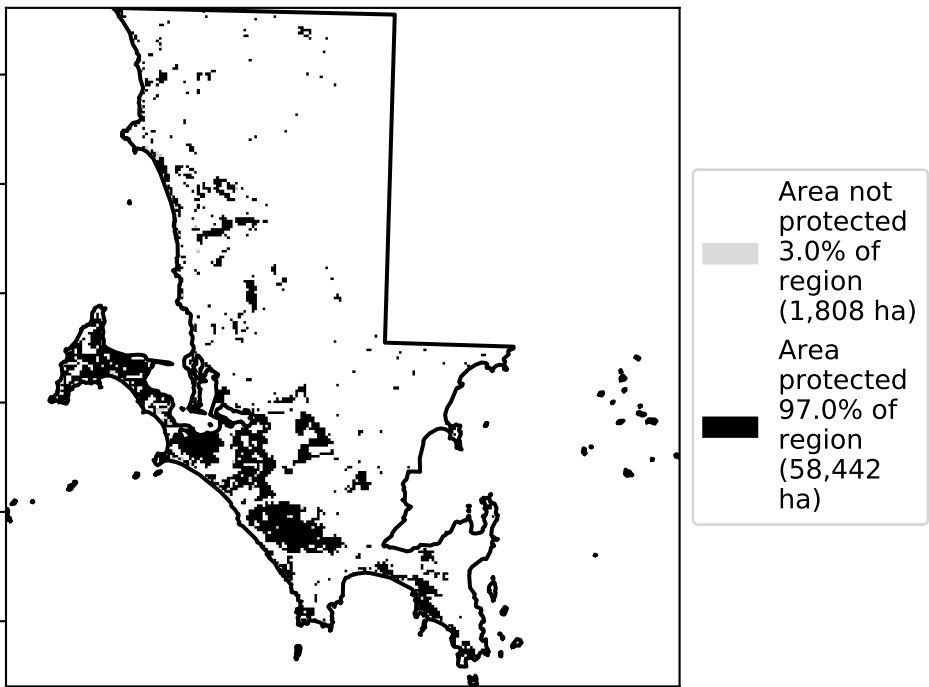 Area not
protected
3.0% of
region
(1,808 ha)
Area
protected
97.0% of
region
(58,442
ha)